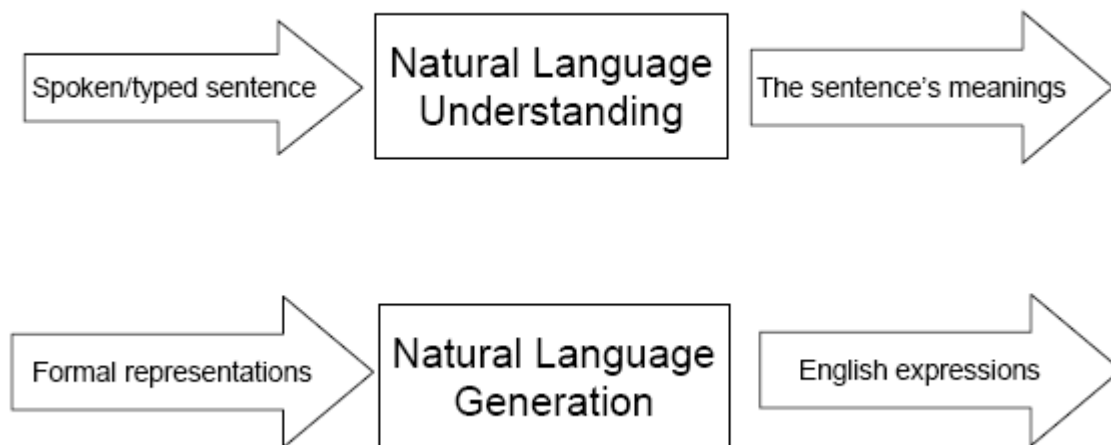 Spoken/typed sentence
Natural Language
Understanding
The sentence's meanings
Formal representations
Natural Language
Generation
English expressions